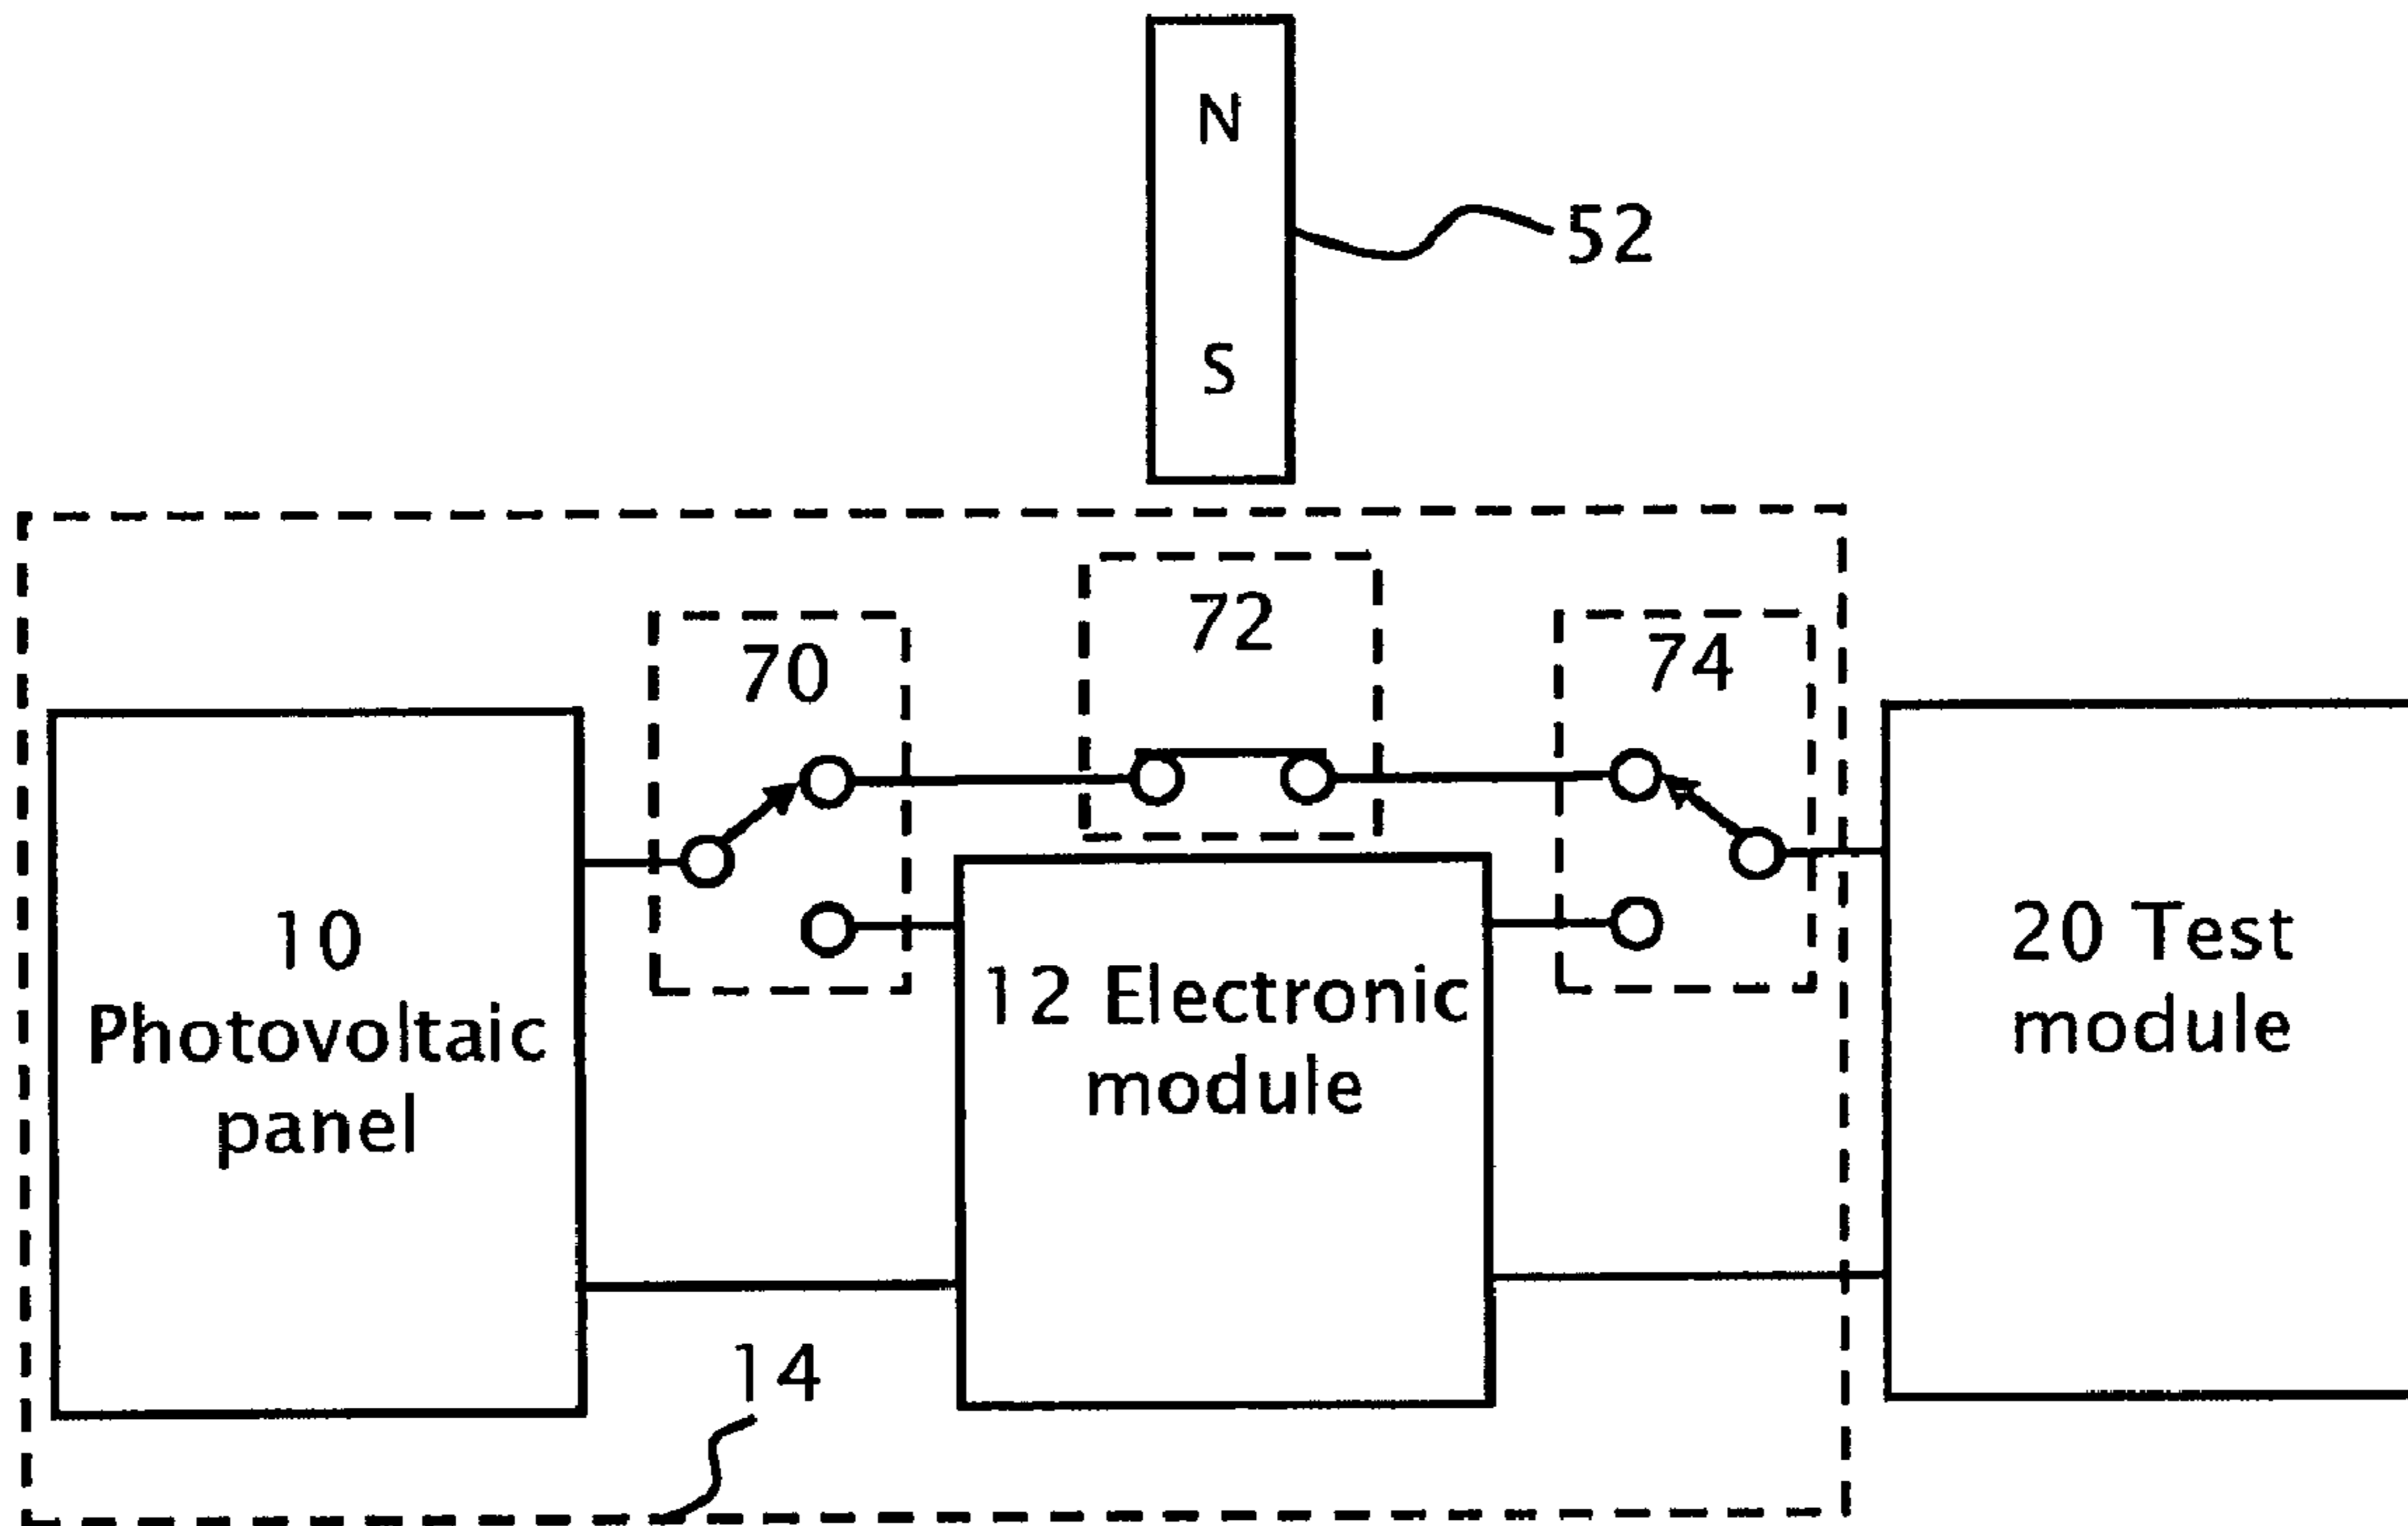 N
S
52
72
70
74
10
Photovoltaic
panel
12 Electronic
module
20 Test
module
14